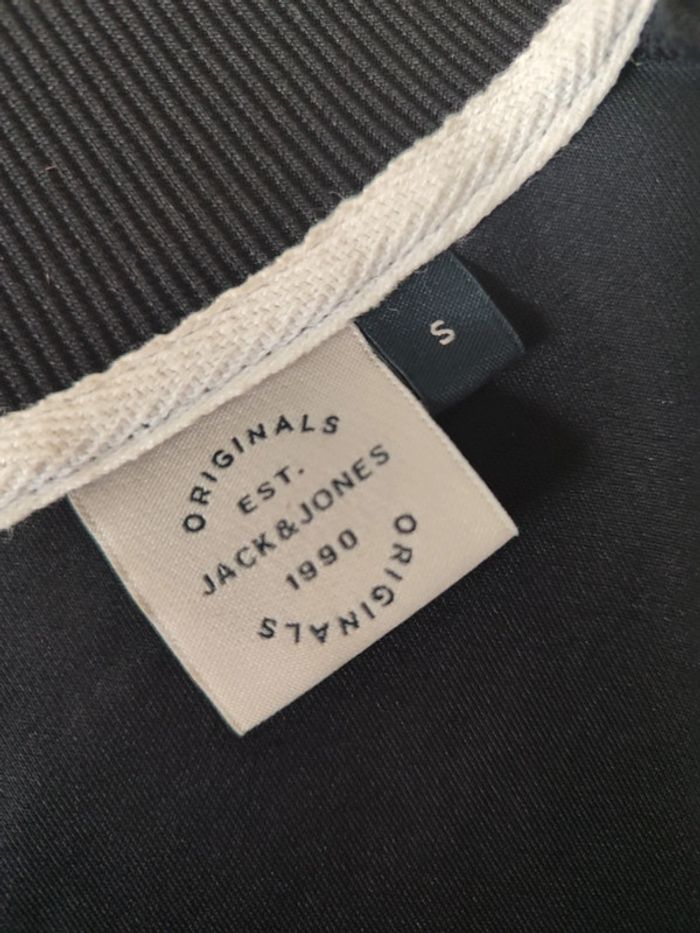 S
ORIGINALS
EST.
JACK&JONES
1990
ORIGINALS